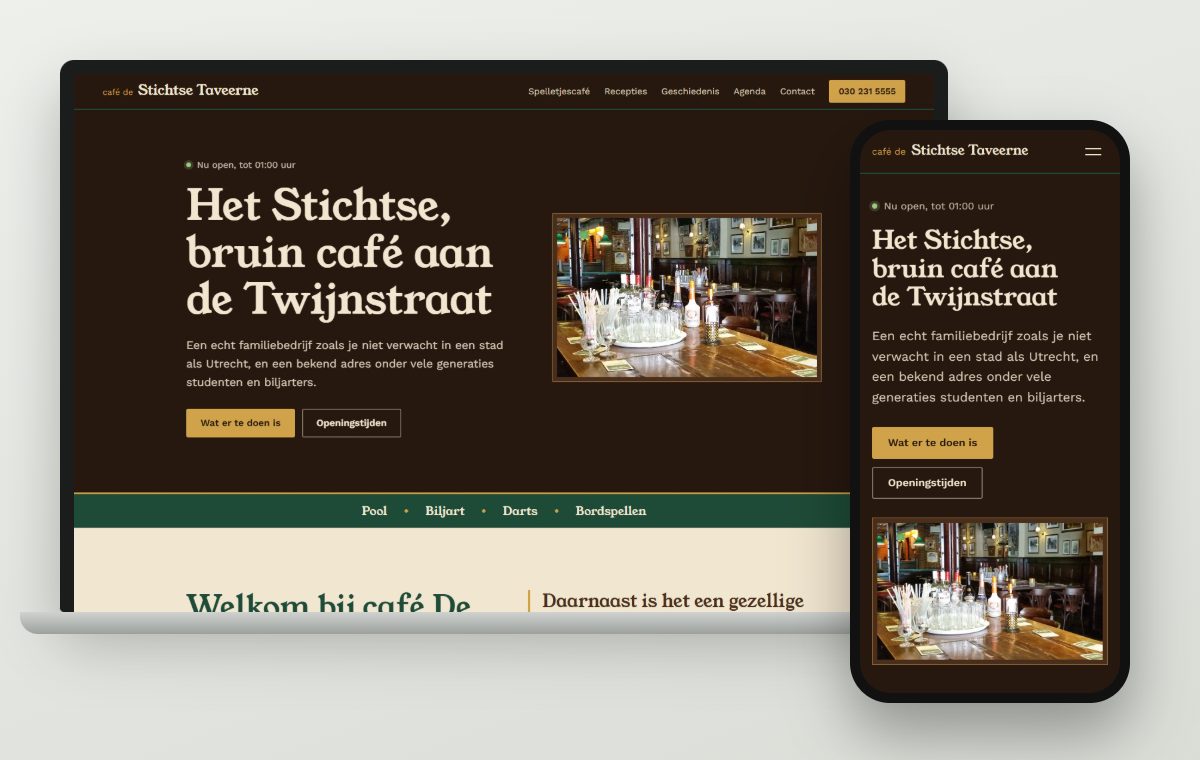 café de Stichtse Taveerne
Spelletjescafé Recepties Geschiedenis Agenda Contact 030 231 5555
Nu open, tot 01:00 uur
Het Stichtse,
bruin café aan
de Twijnstraat
Een echt familiebedrijf zoals je niet verwacht in een stad
als Utrecht, en een bekend adres onder vele generaties
studenten en biljarters.
Wat er te doen is Openingstijden
Pool Biljart Darts Bordspellen
Welkom bij café De
Daarnaast is het een gezellige
café de Stichtse Taveerne
Nu open, tot 01:00 uur
Het Stichtse,
bruin café aan
de Twijnstraat
Een echt familiebedrijf zoals je niet
verwacht in een stad als Utrecht, en
een bekend adres onder vele
generaties studenten en biljarters.
Wat er te doen is
Openingstijden